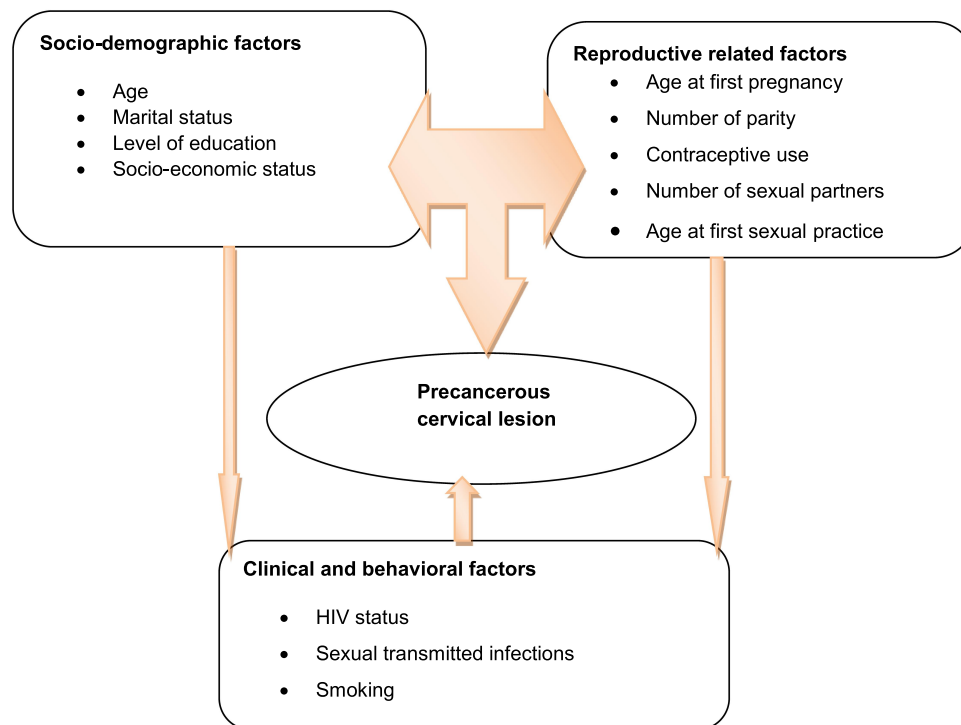 Socio-demographic factors
• Age
• Marital status
• Level of education
• Socio-economic status
Reproductive related factors
• Age at first pregnancy
• Number of parity
• Contraceptive use
• Number of sexual partners
• Age at first sexual practice
Precancerous
cervical lesion
Clinical and behavioral factors
• HIV status
• Sexual transmitted infections
• Smoking